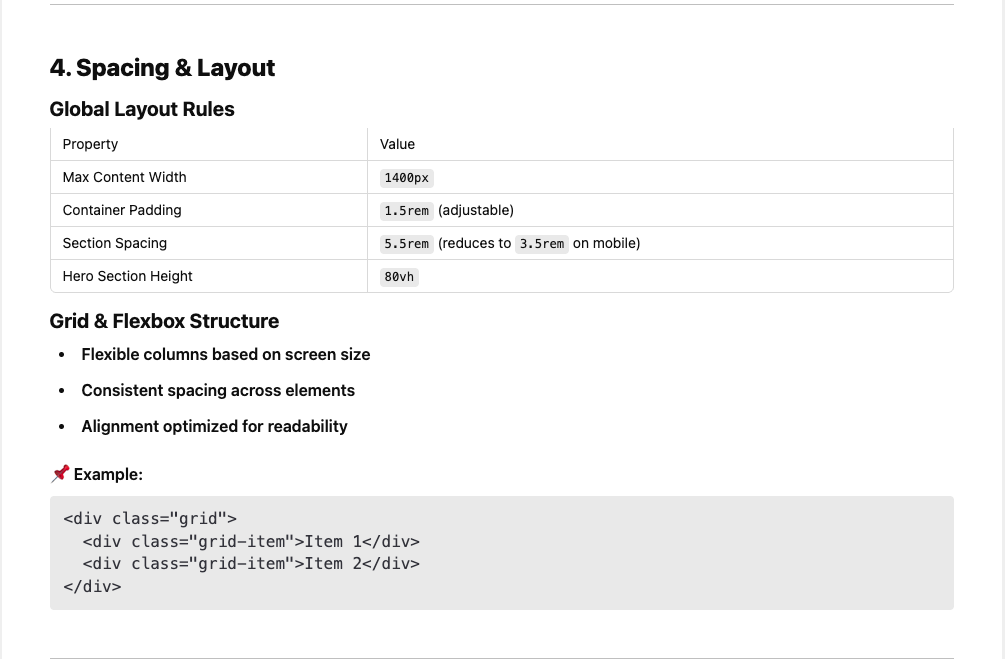 4. Spacing & Layout
Global Layout Rules
Property Value
Max Content Width 1400px
Container Padding 1.5rem (adjustable)
Section Spacing 5.5rem (reduces to 3.5rem on mobile)
Hero Section Height 80vh
Grid & Flexbox Structure
• Flexible columns based on screen size
• Consistent spacing across elements
• Alignment optimized for readability
📌 Example:
<div class="grid">
  <div class="grid-item">Item 1</div>
  <div class="grid-item">Item 2</div>
</div>